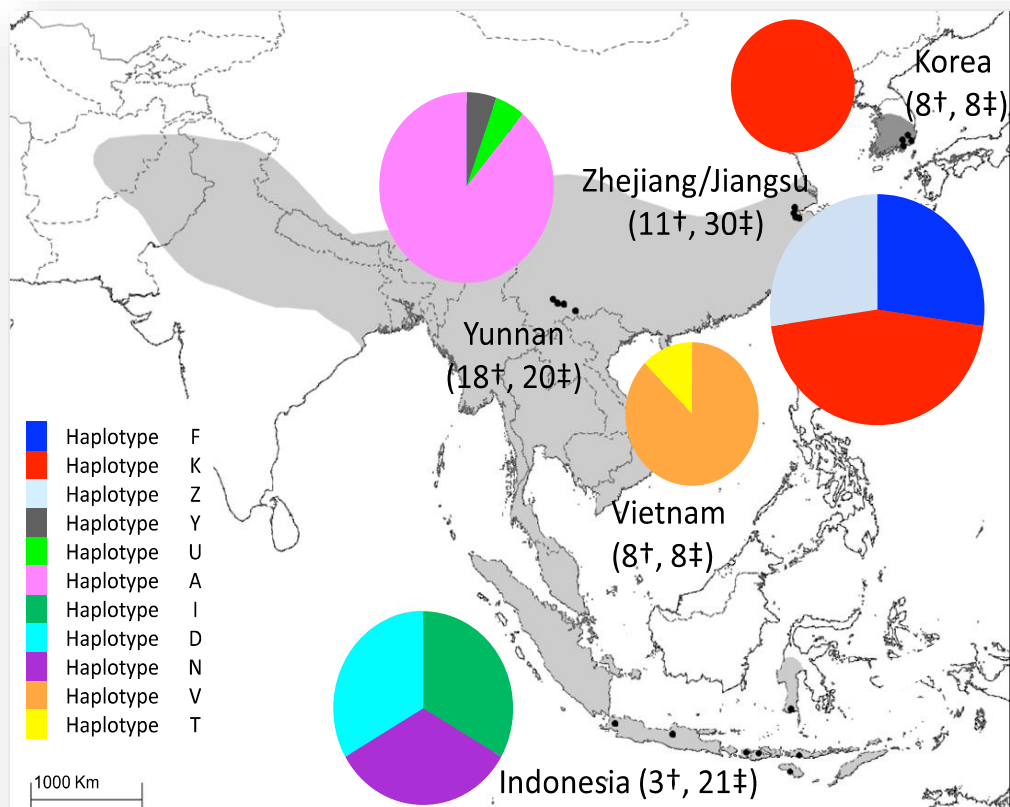 Korea
(8†, 8‡)
Zhejiang/Jiangsu
(11†, 30‡)
Yunnan
(18†, 20‡)
Vietnam
(8†, 8‡)
Haplotype F
Haplotype K
Haplotype Z
Haplotype Y
Haplotype U
Haplotype A
Haplotype I
Haplotype D
Haplotype N
Haplotype V
Haplotype T
Indonesia (3†, 21‡)
1000 Km